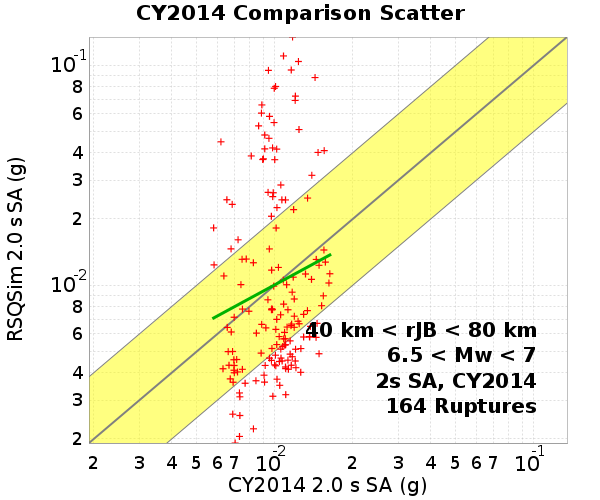 CY2014 Comparison Scatter
RSQSim 2.0 s SA (g)
10⁻¹
8
6
4
3
2
10⁻²
8
6
4
3
2
40 km < rJB < 80 km
6.5 < Mw < 7
2s SA, CY2014
164 Ruptures
2 3 4 5 6 7 10⁻² 2 3 4 5 6 7 10⁻¹
CY2014 2.0 s SA (g)